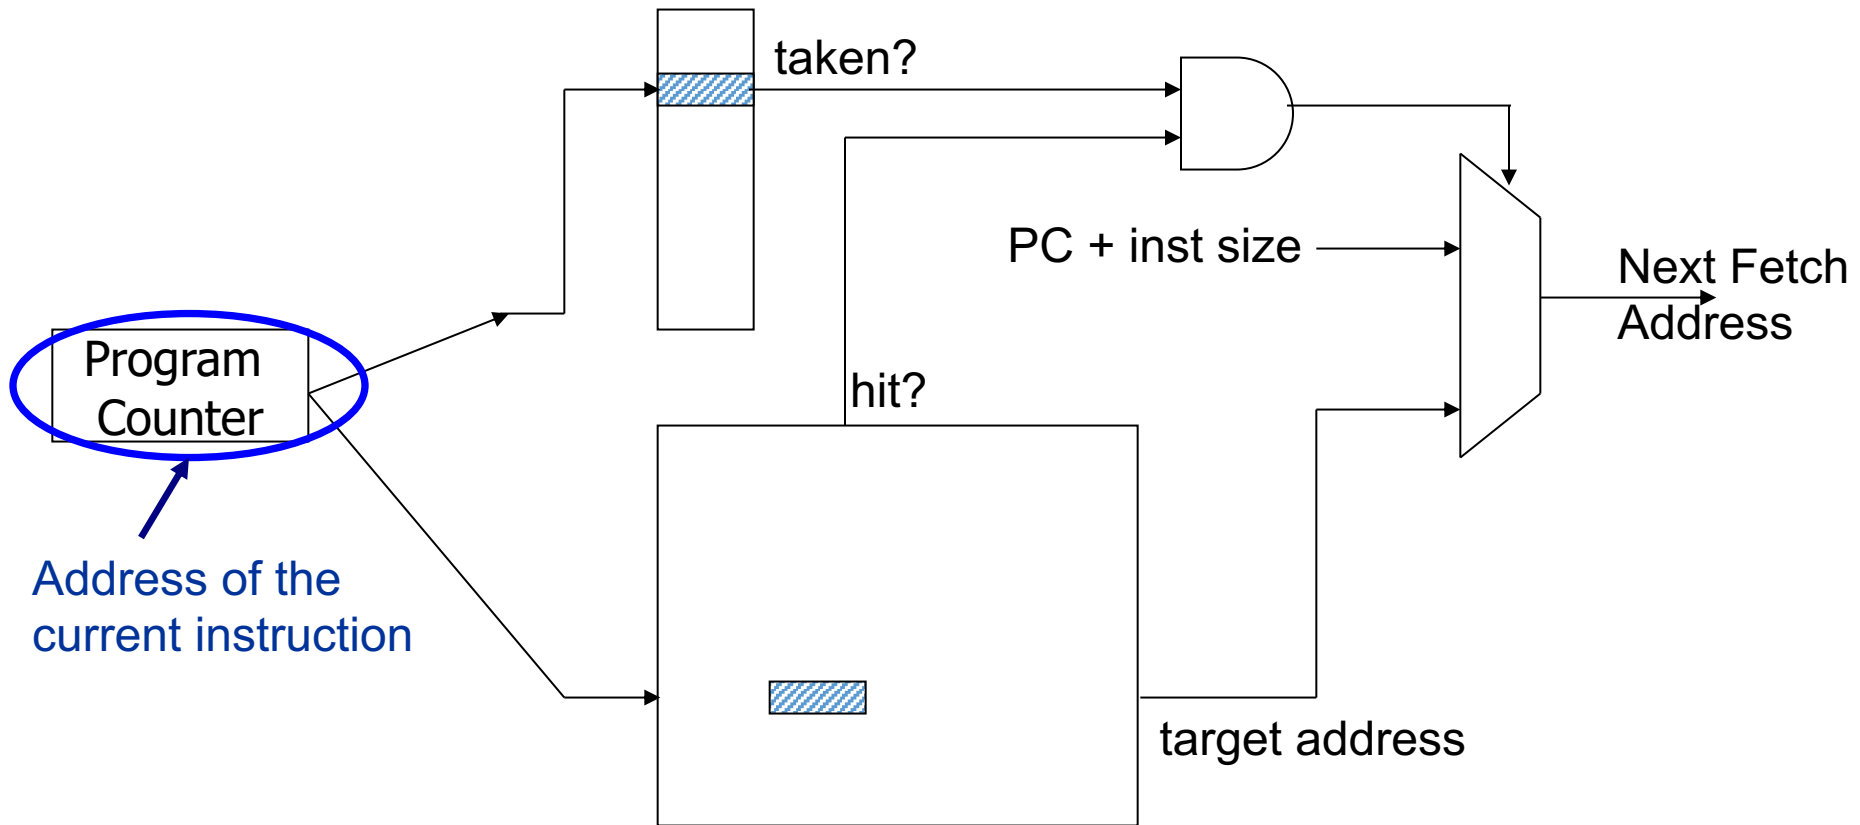 taken?
PC + inst size
Next Fetch
Address
Program
Counter
hit?
Address of the
current instruction
target address